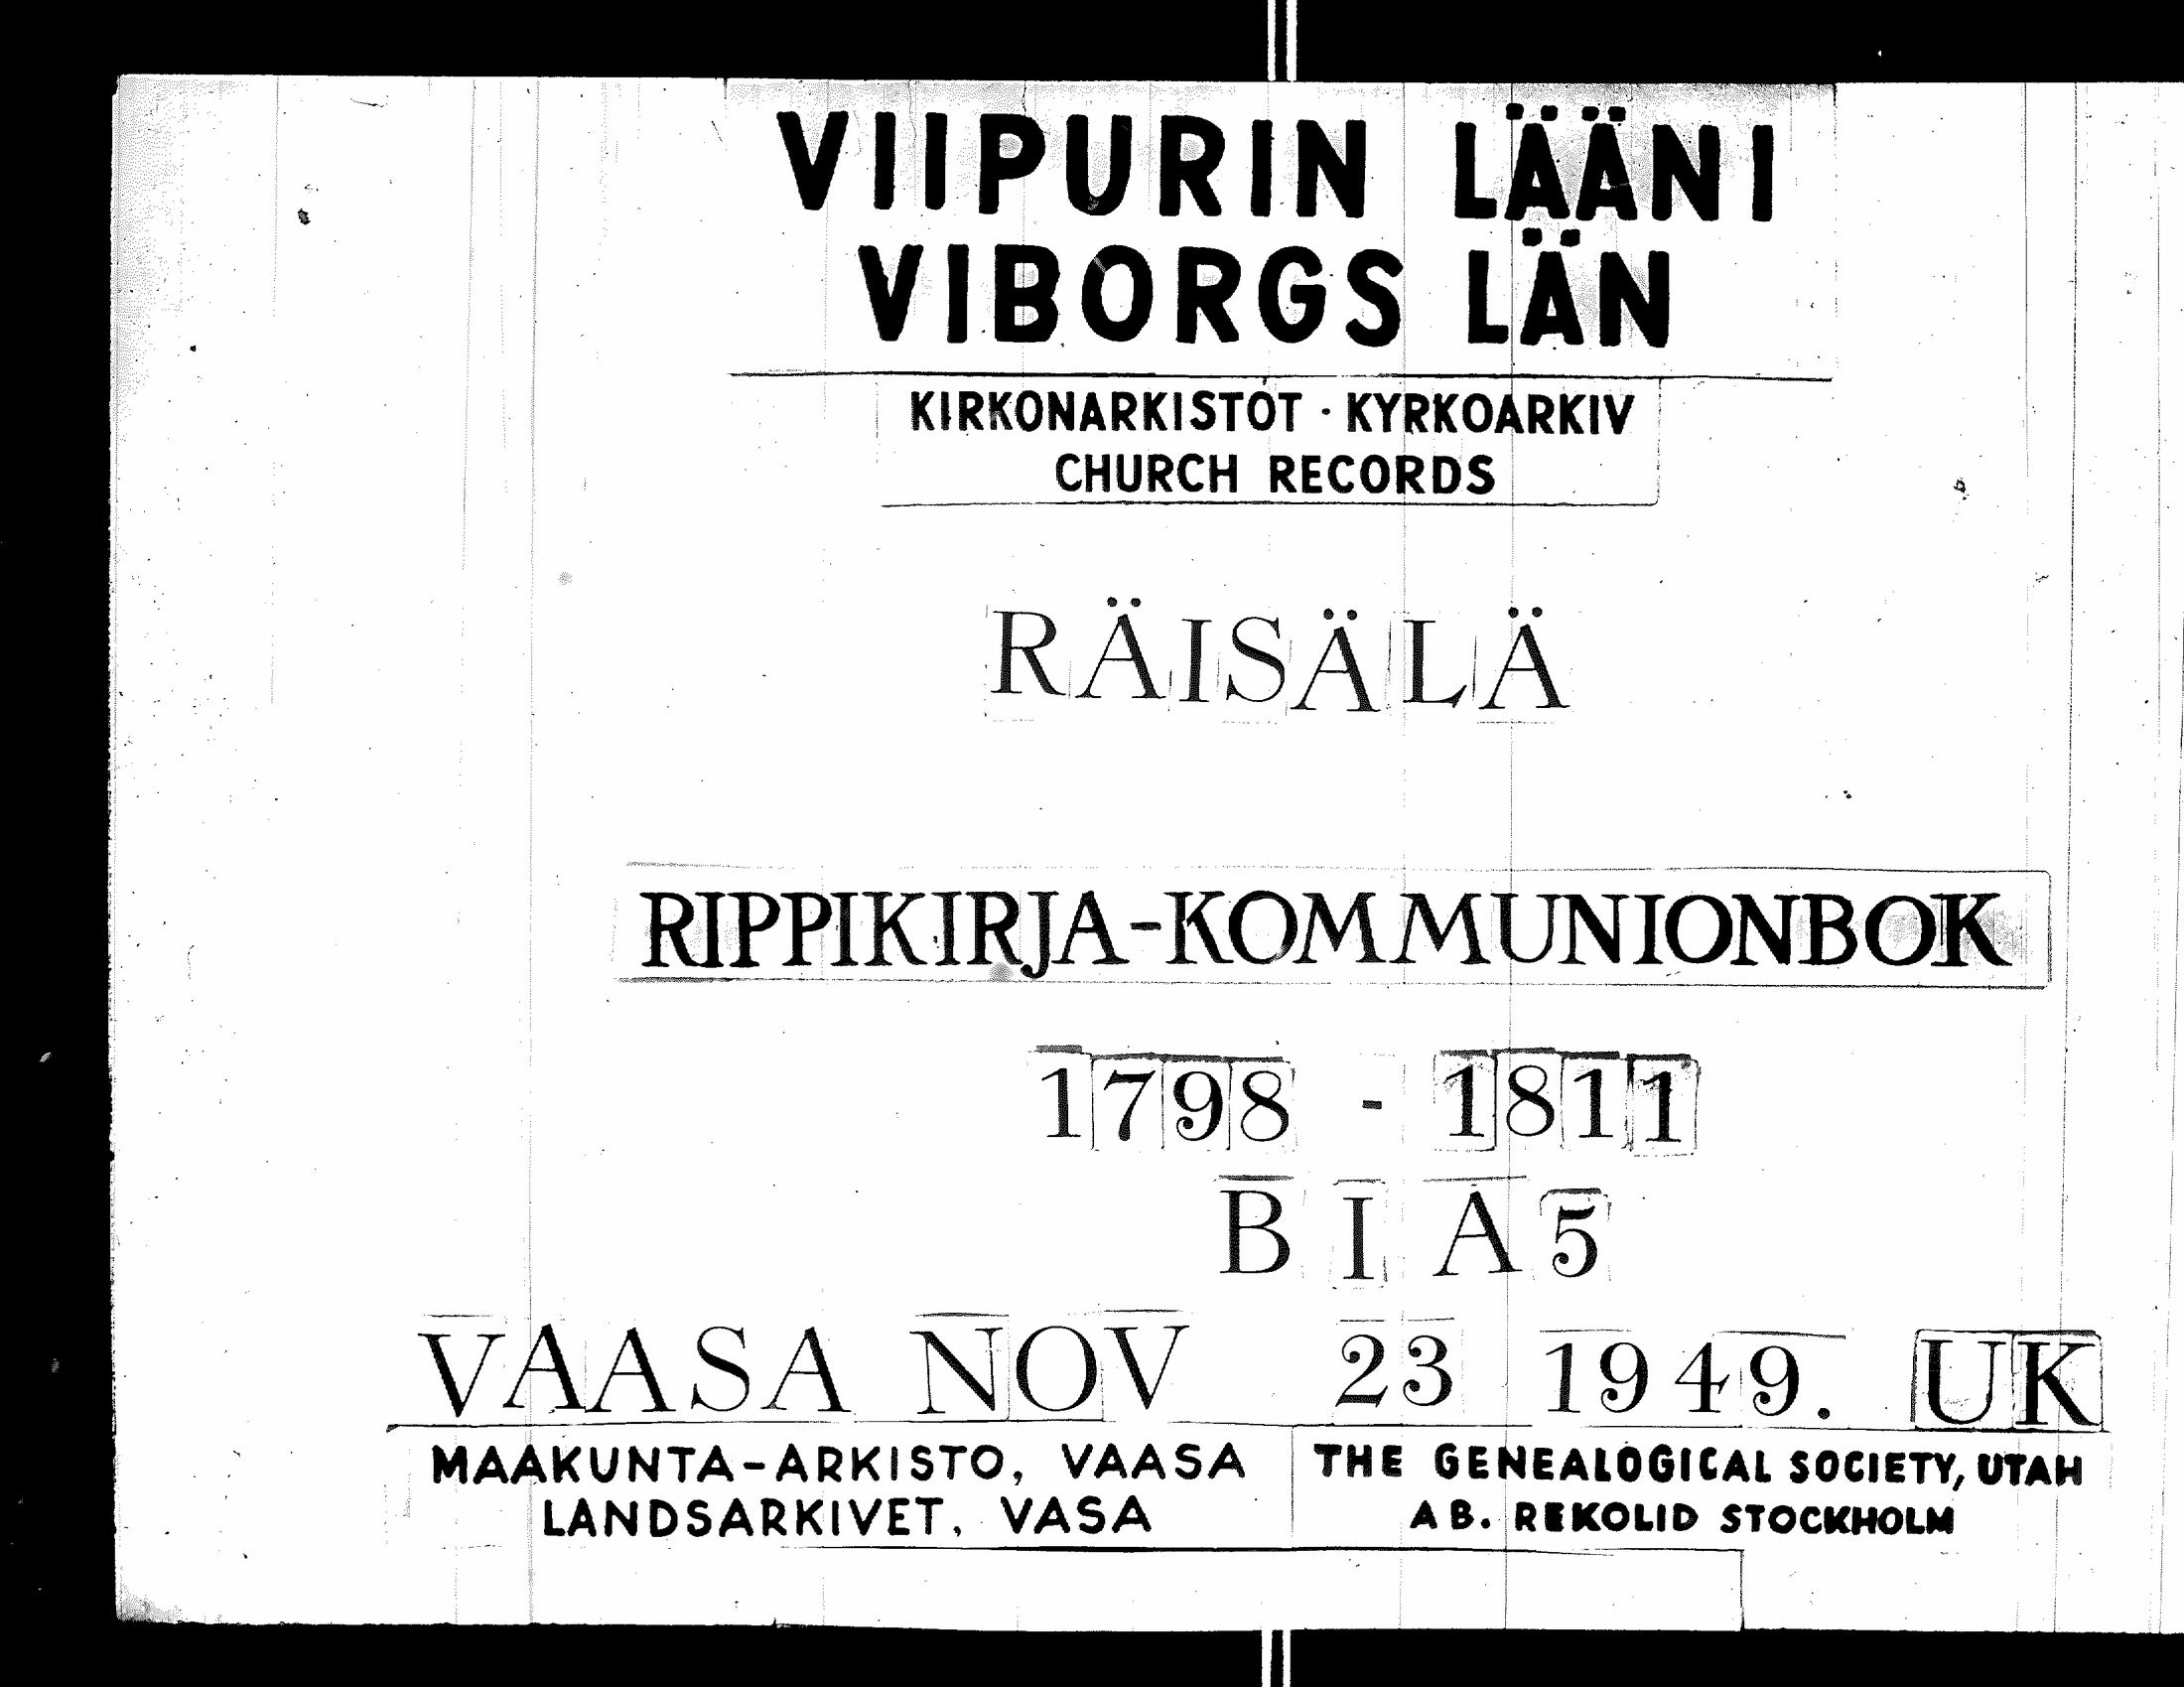 VIIPURIN LÄÄNI
VIBORGS LÄN
KIRKONARKISTOT · KYRKOARKIV
CHURCH RECORDS
RÄISÄLÄ
RIPPIKIRJA-KOMMUNIONBOK
1798 - 1811
B I A 5
VAASA NOV 23 1949. UK
MAAKUNTA-ARKISTO, VAASA
LANDSARKIVET, VASA
THE GENEALOGICAL SOCIETY, UTAH
AB. REKOLID STOCKHOLM